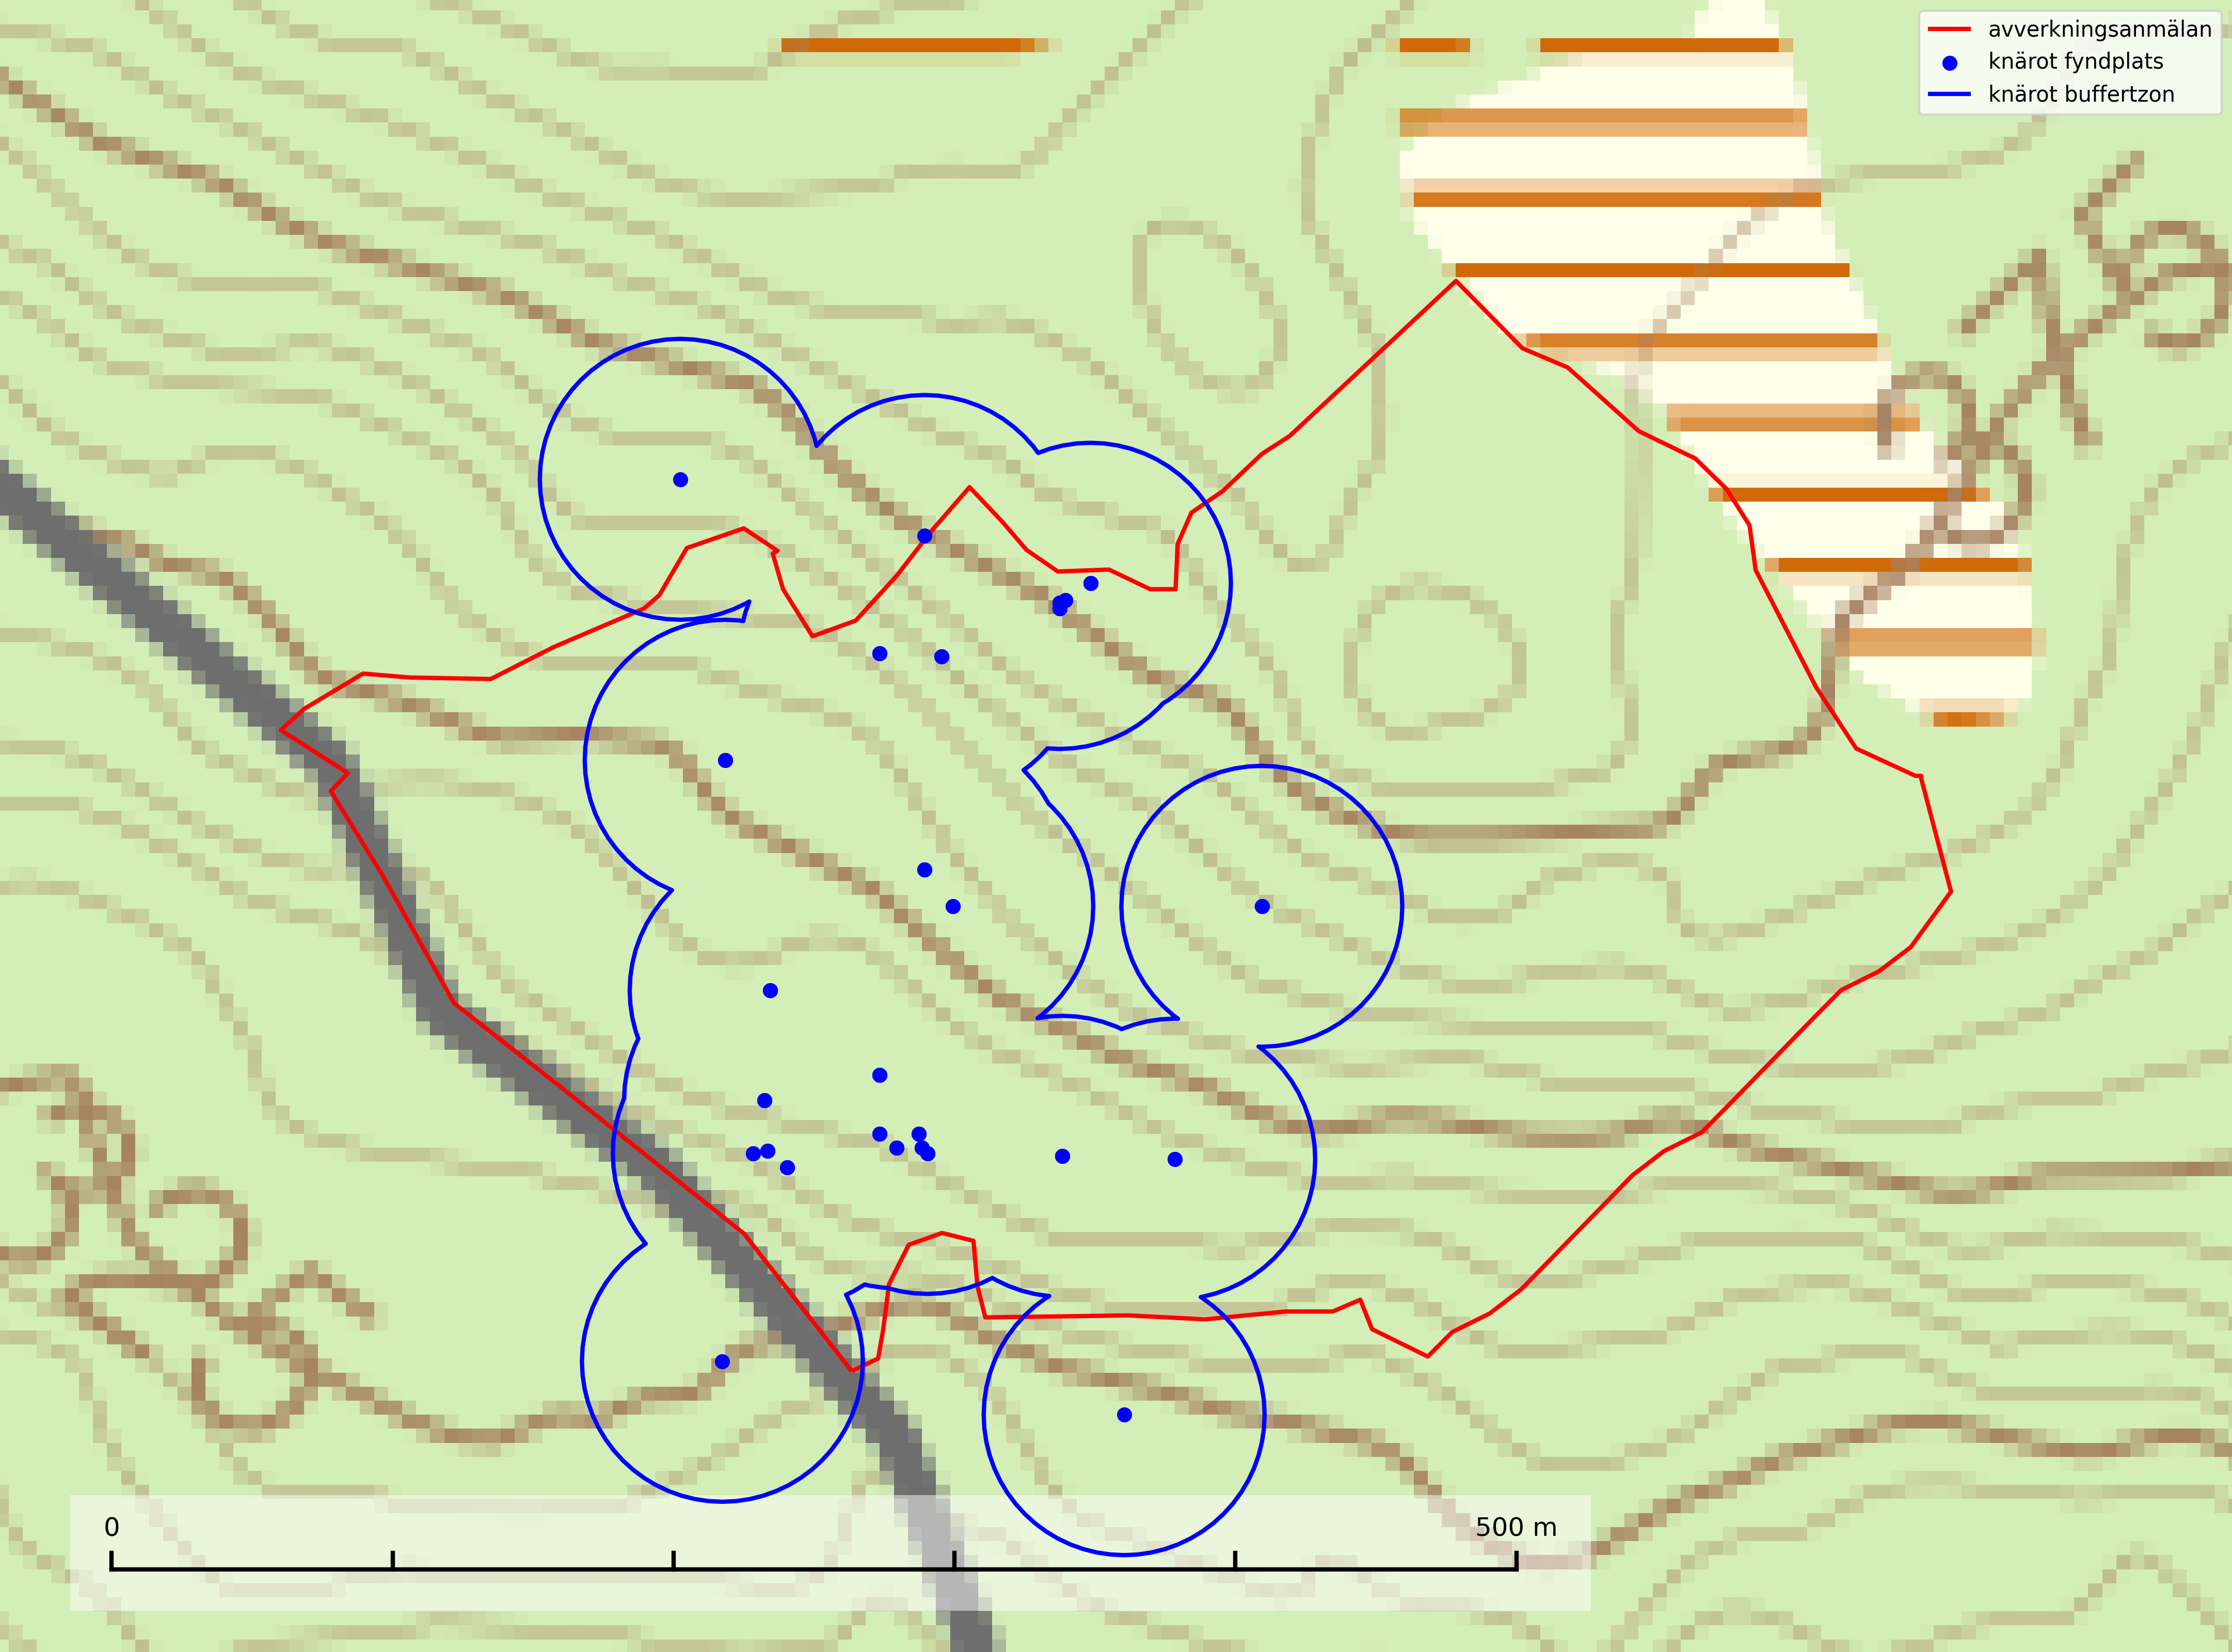 avverkningsanmälan
knärot fyndplats
knärot buffertzon
0
500 m